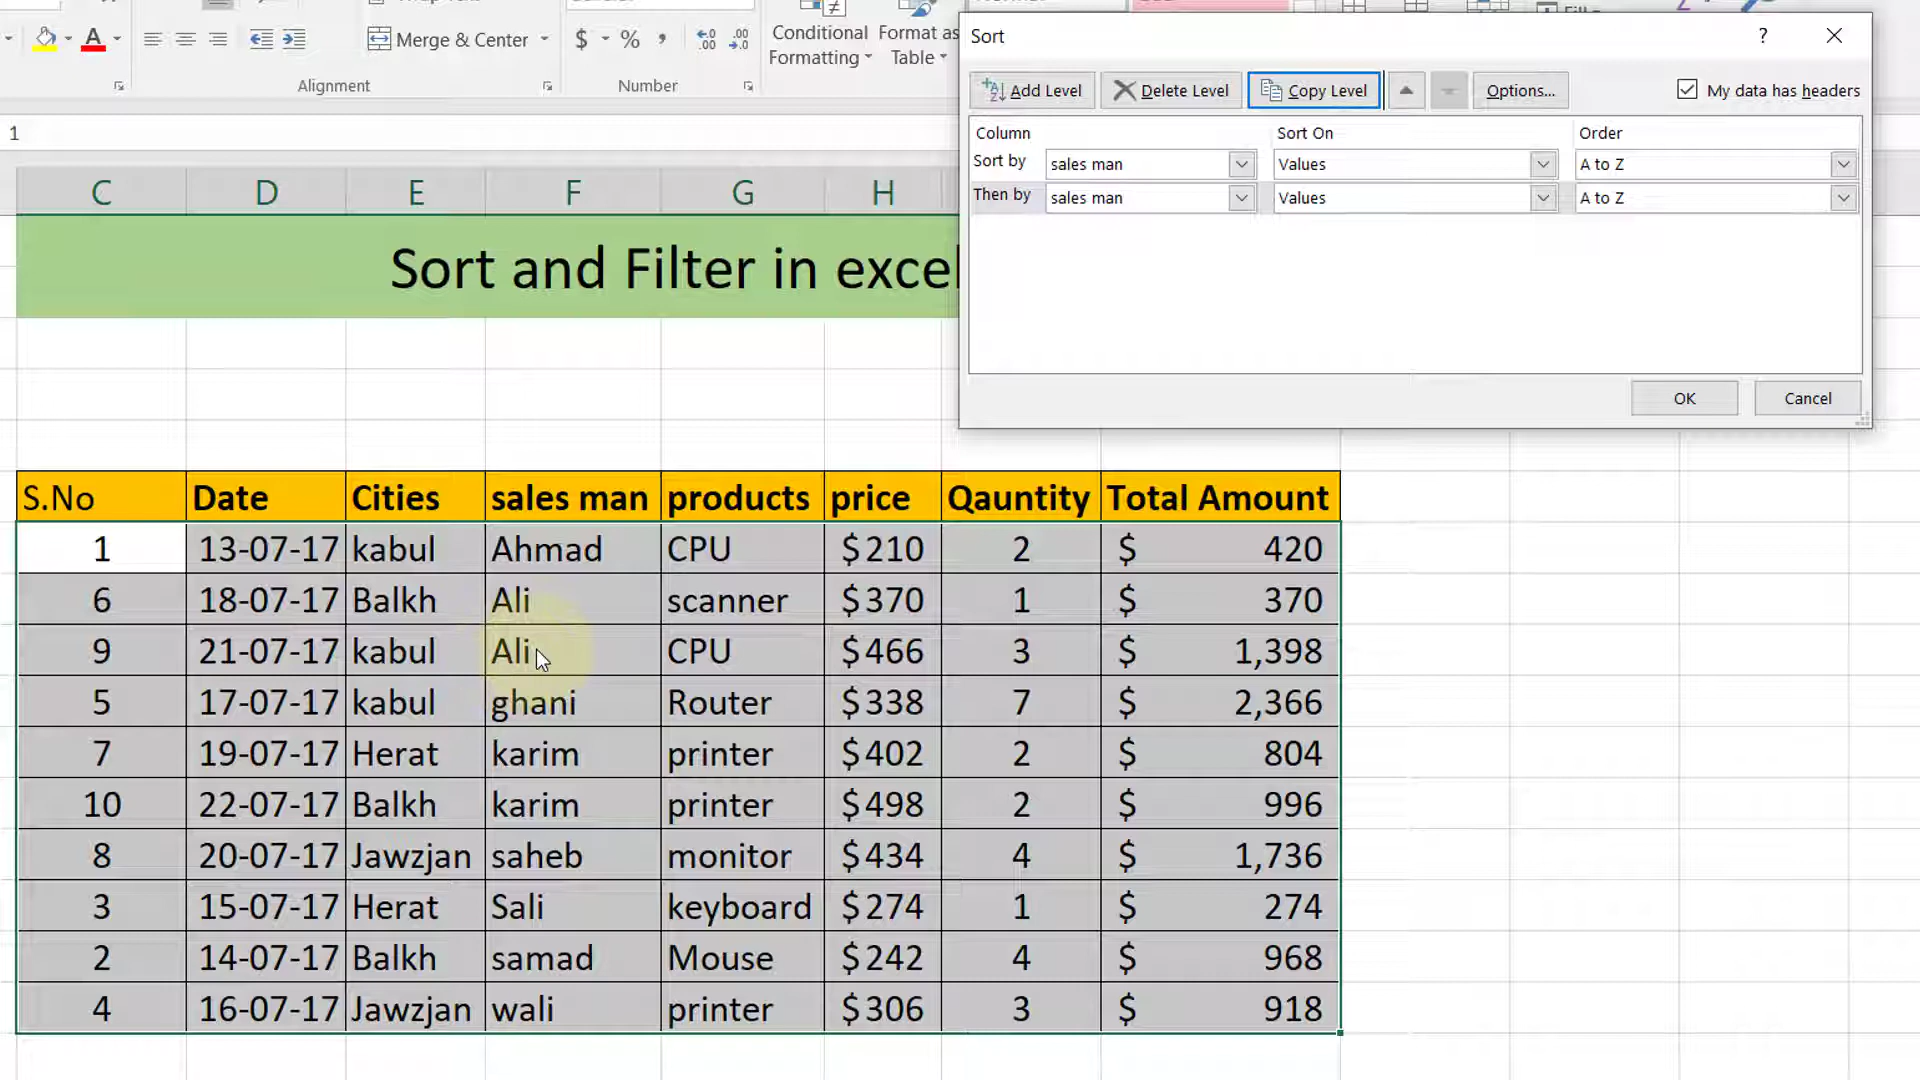 Merge & Center
$ % ,
Conditional Formatting
Format as Table
Alignment
Number
1
Sort
?
Add Level Delete Level Copy Level Options... My data has headers
Column Sort On Order
Sort by sales man Values A to Z
Then by sales man Values A to Z
OK Cancel
C D E F G H
Sort and Filter in excel
S.No Date Cities sales man products price Qauntity Total Amount
1 13-07-17 kabul Ahmad CPU $210 2 $ 420
6 18-07-17 Balkh Ali scanner $370 1 $ 370
9 21-07-17 kabul Ali CPU $466 3 $ 1,398
5 17-07-17 kabul ghani Router $338 7 $ 2,366
7 19-07-17 Herat karim printer $402 2 $ 804
10 22-07-17 Balkh karim printer $498 2 $ 996
8 20-07-17 Jawzjan saheb monitor $434 4 $ 1,736
3 15-07-17 Herat Sali keyboard $274 1 $ 274
2 14-07-17 Balkh samad Mouse $242 4 $ 968
4 16-07-17 Jawzjan wali printer $306 3 $ 918